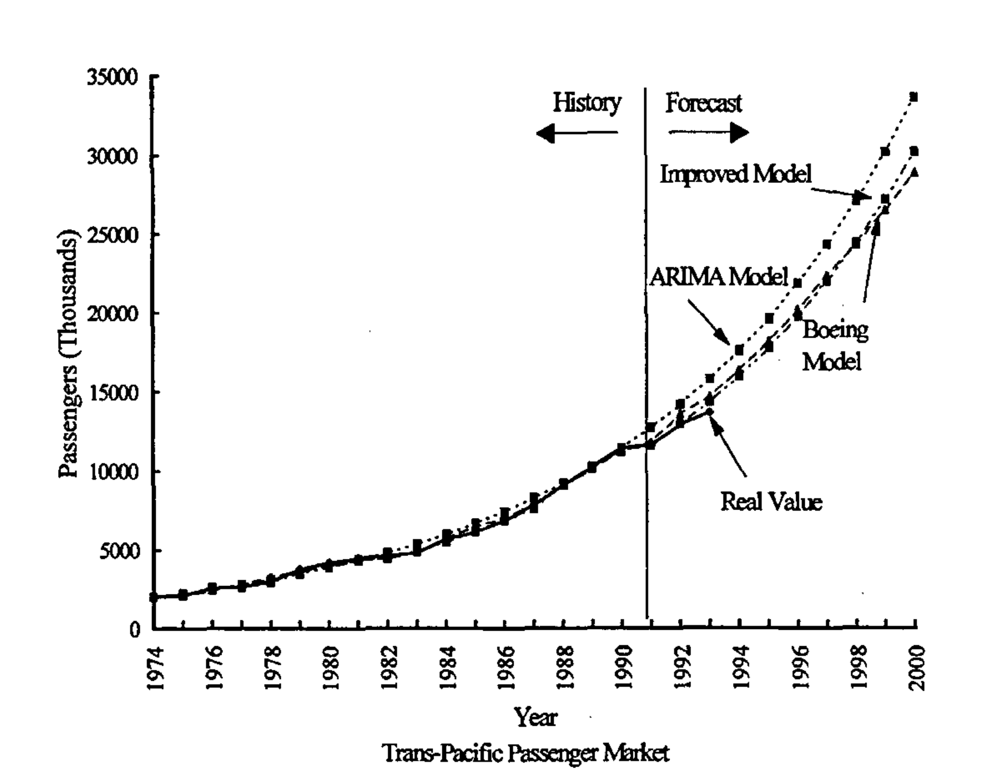 35000
30000
25000
20000
15000
10000
5000
0
Passengers (Thousands)
History
Forecast
Improved Model
ARIMA Model
Boeing
Model
Real Value
1974
1976
1978
1980
1982
1984
1986
1988
1990
1992
1994
1996
1998
2000
Year
Trans-Pacific Passenger Market